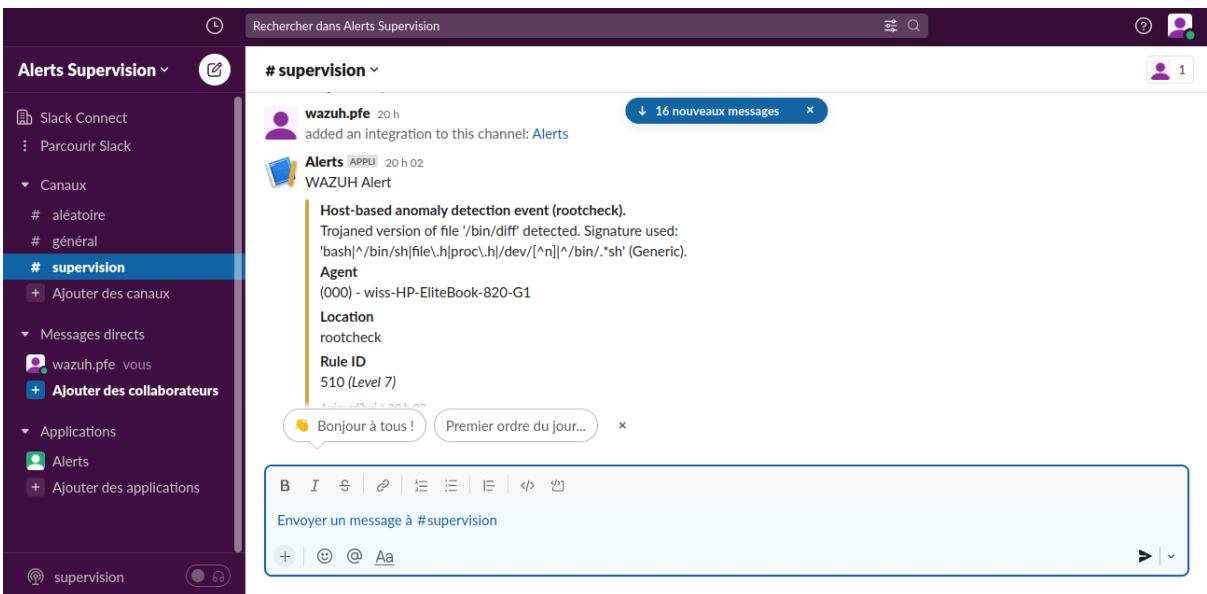 Rechercher dans Alerts Supervision
Alerts Supervision
Slack Connect
Parcourir Slack
Canaux
# aléatoire
# général
# supervision
+ Ajouter des canaux
Messages directs
wazuh.pfe vous
+ Ajouter des collaborateurs
Applications
Alerts
+ Ajouter des applications
supervision
# supervision
1
16 nouveaux messages
wazuh.pfe 20 h
added an integration to this channel: Alerts
Alerts APPLI 20 h 02
WAZUH Alert
Host-based anomaly detection event (rootcheck).
Trojaned version of file '/bin/diff' detected. Signature used:
'bash|^/bin/sh|file\.h|proc\.h|/dev/[^n]|^/bin/.*sh' (Generic).
Agent
(000) - wiss-HP-EliteBook-820-G1
Location
rootcheck
Rule ID
510 (Level 7)
Bonjour à tous !
Premier ordre du jour...
B I S
Envoyer un message à #supervision
+ @ Aa